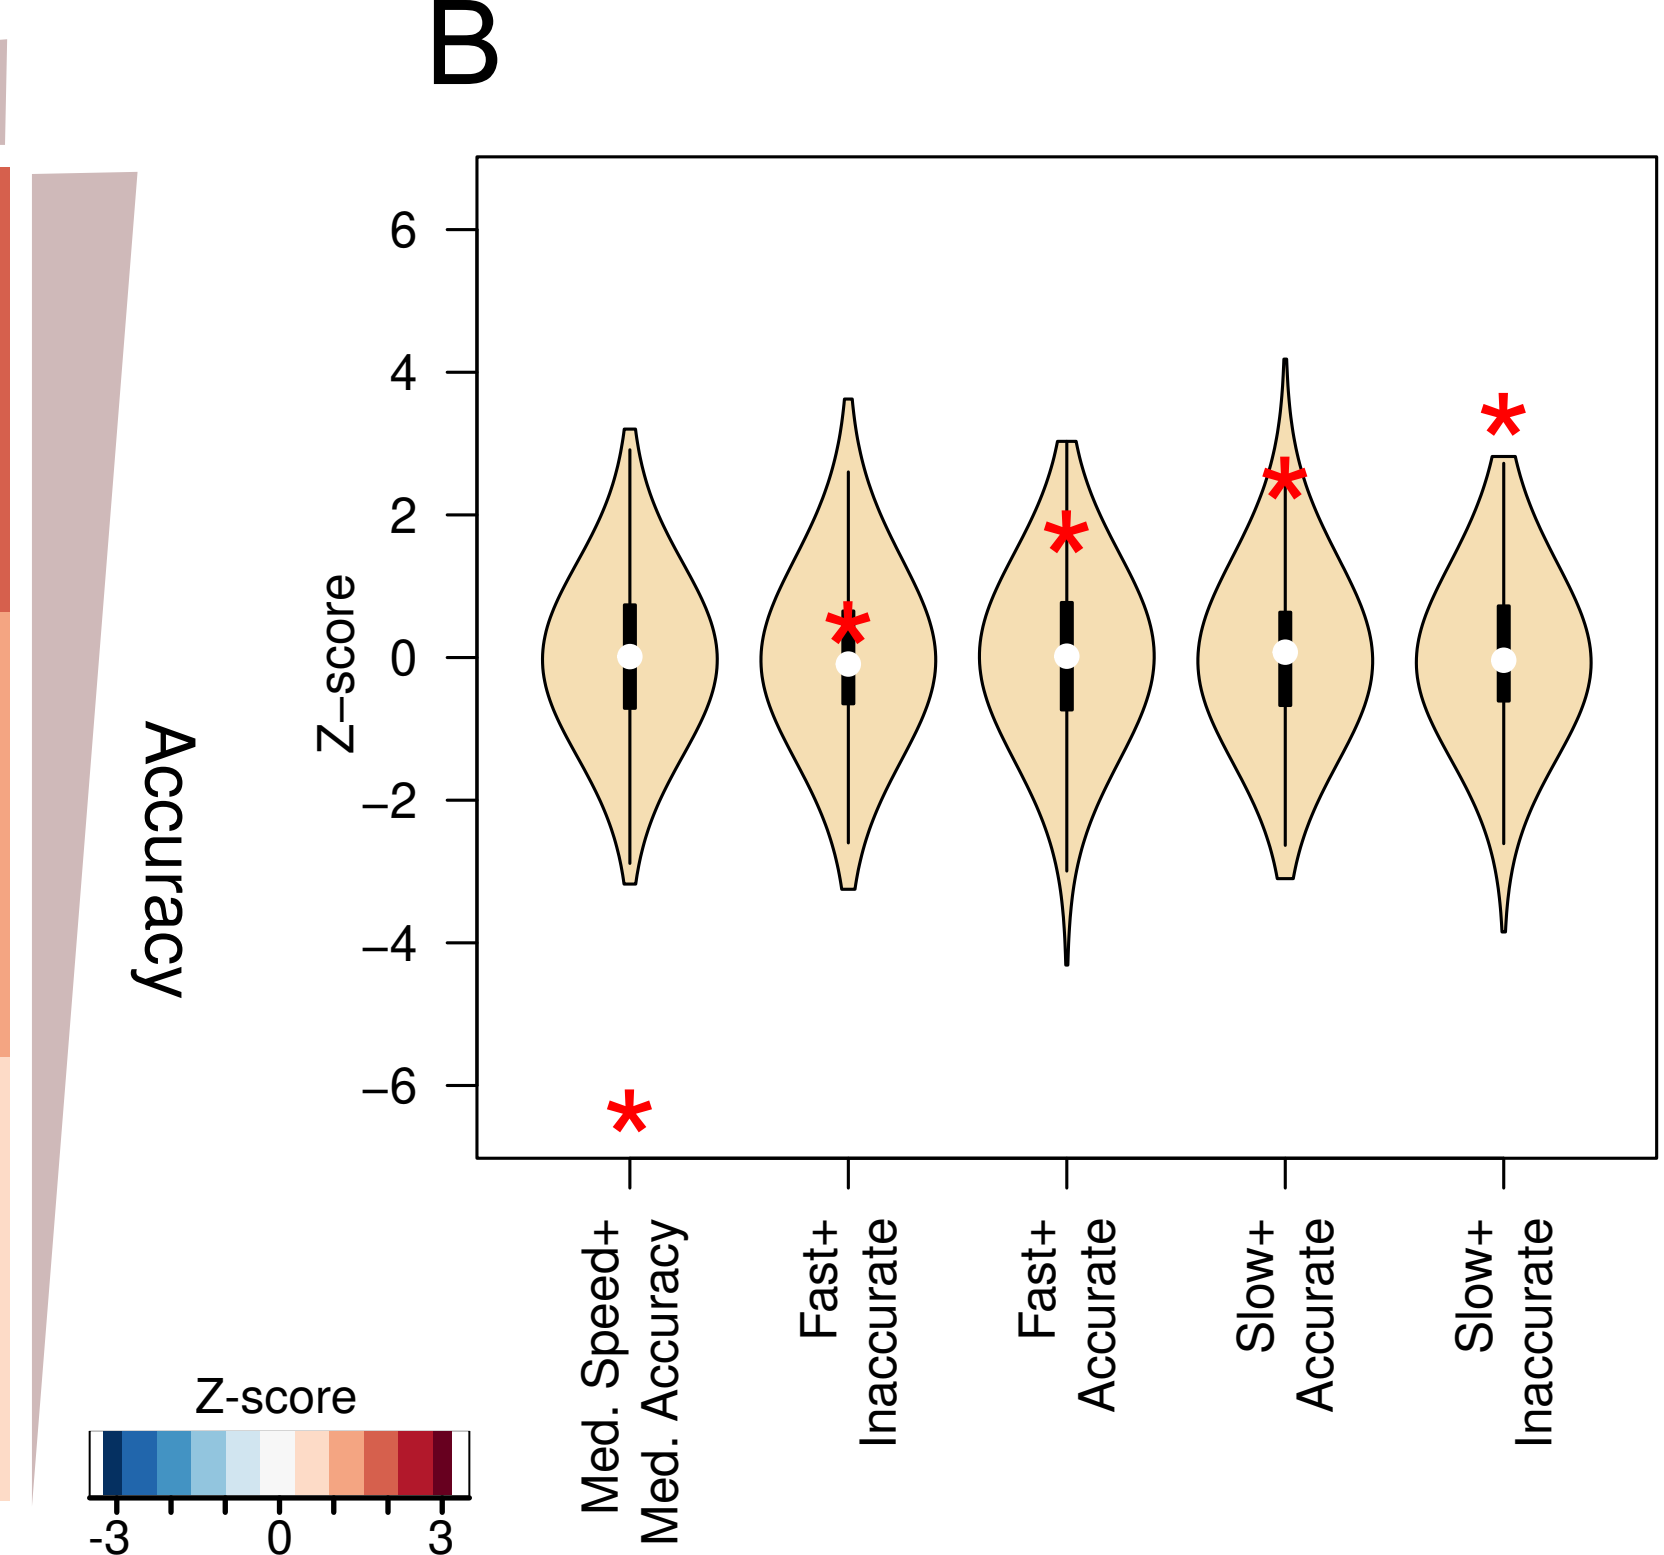 B
6
4
2
0
−2
−4
−6
Z−score
Accuracy
Med. Speed+
Med. Accuracy
Fast+
Inaccurate
Fast+
Accurate
Slow+
Accurate
Slow+
Inaccurate
Z-score
-3 0 3